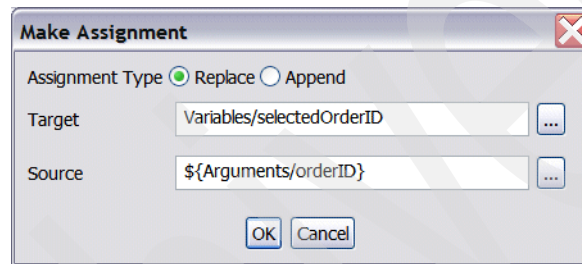 Make Assignment
Assignment Type Replace Append
Target Variables/selectedOrderID ...
Source ${Arguments/orderID} ...
OK Cancel